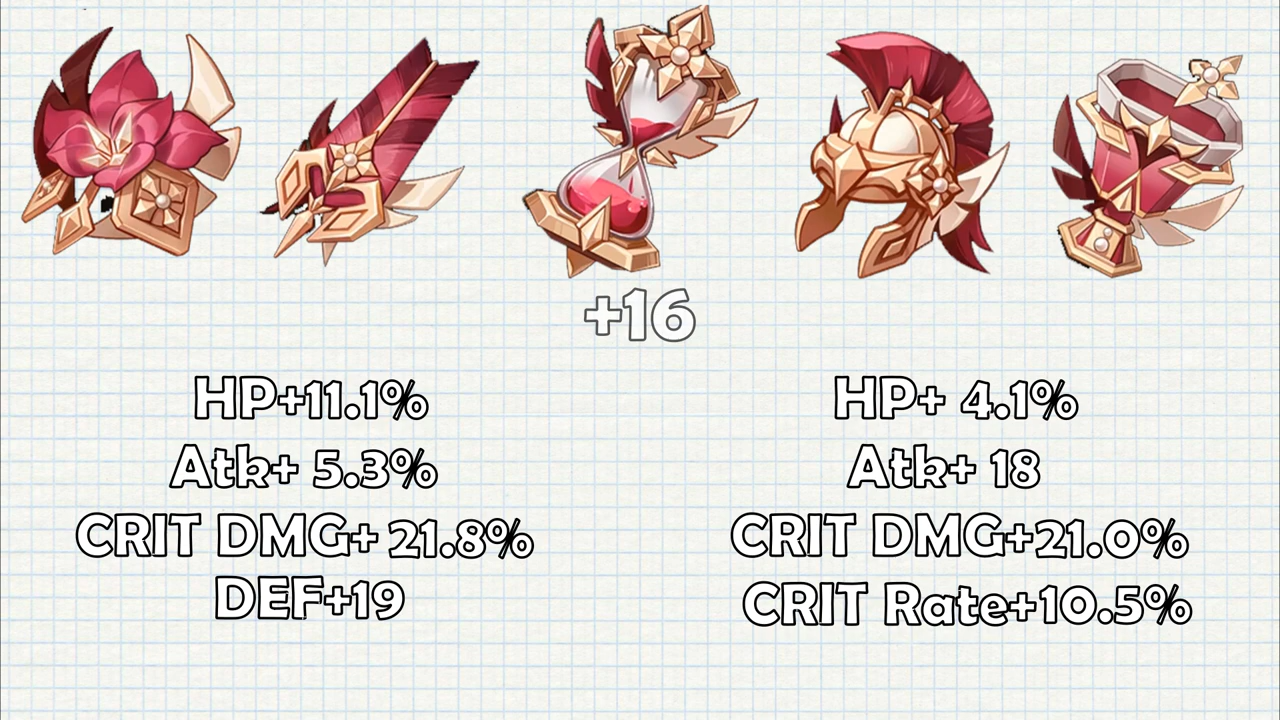 +16
HP+11.1%
Atk+ 5.3%
CRIT DMG+ 21.8%
DEF+19
HP+ 4.1%
Atk+ 18
CRIT DMG+21.0%
CRIT Rate+10.5%